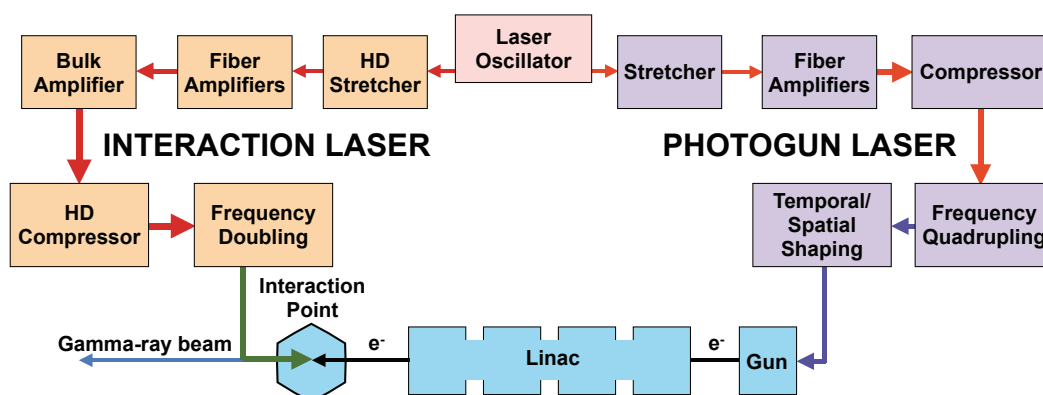 Laser
Oscillator
Bulk
Amplifier
Fiber
Amplifiers
HD
Stretcher
Stretcher
Fiber
Amplifiers
Compressor
INTERACTION LASER
PHOTOGUN LASER
HD
Compressor
Frequency
Doubling
Temporal/
Spatial
Shaping
Frequency
Quadrupling
Interaction
Point
Gamma-ray beam
e-
Linac
e-
Gun